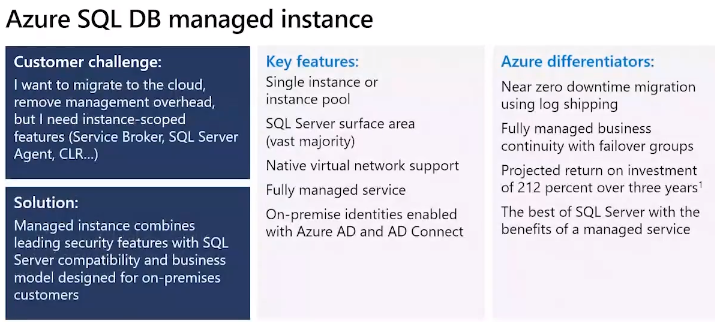 Azure SQL DB managed instance
Customer challenge:
I want to migrate to the cloud,
remove management overhead,
but I need instance-scoped
features (Service Broker, SQL Server
Agent, CLR...)
Solution:
Managed instance combines
leading security features with SQL
Server compatibility and business
model designed for on-premises
customers
Key features:
Single instance or
instance pool
SQL Server surface area
(vast majority)
Native virtual network support
Fully managed service
On-premise identities enabled
with Azure AD and AD Connect
Azure differentiators:
Near zero downtime migration
using log shipping
Fully managed business
continuity with failover groups
Projected return on investment
of 212 percent over three years¹
The best of SQL Server with the
benefits of a managed service